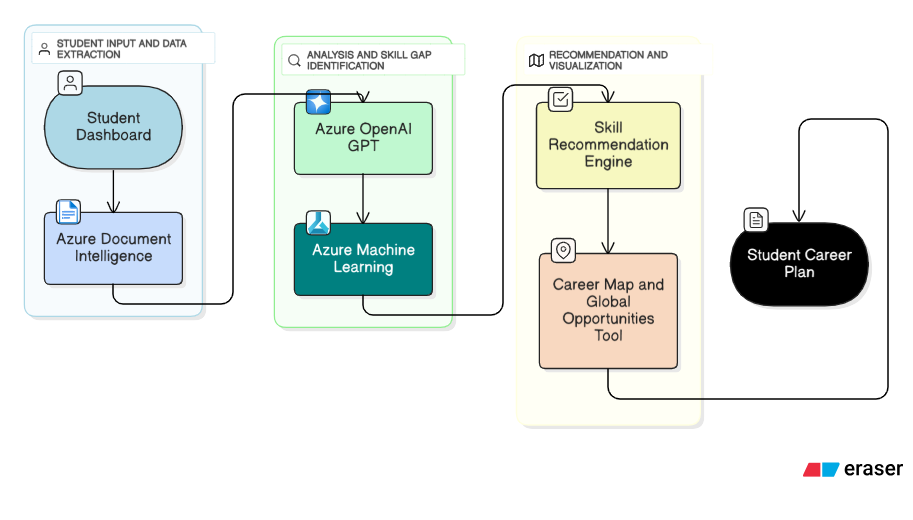 STUDENT INPUT AND DATA
EXTRACTION
Student
Dashboard
Azure Document
Intelligence
ANALYSIS AND SKILL GAP
IDENTIFICATION
Azure OpenAI
GPT
Azure Machine
Learning
RECOMMENDATION AND
VISUALIZATION
Skill
Recommendation
Engine
Career Map and
Global
Opportunities
Tool
Student Career
Plan
eraser